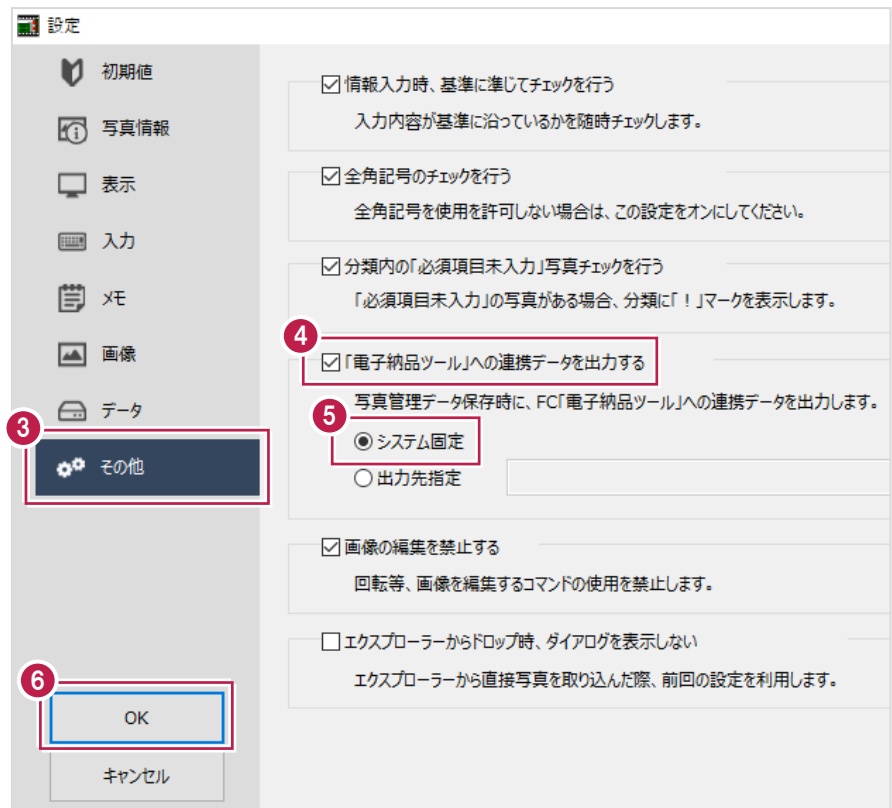 設定
初期値
写真情報
表示
入力
メモ
画像
データ
3
その他
6
OK
キャンセル
情報入力時、基準に準じてチェックを行う
入力内容が基準に沿っているかを随時チェックします。
全角記号のチェックを行う
全角記号を使用を許可しない場合は、この設定をオンにしてください。
分類内の「必須項目未入力」写真チェックを行う
「必須項目未入力」の写真がある場合、分類に「！」マークを表示します。
4
「電子納品ツール」への連携データを出力する
写真管理データ保存時に、FC「電子納品ツール」への連携データを出力します。
5
システム固定
出力先指定
画像の編集を禁止する
回転等、画像を編集するコマンドの使用を禁止します。
エクスプローラーからドロップ時、ダイアログを表示しない
エクスプローラーから直接写真を取り込んだ際、前回の設定を利用します。